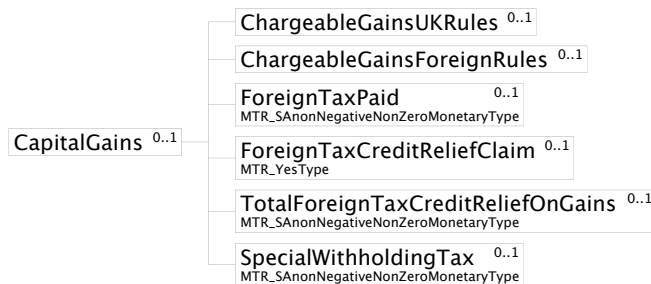 ChargeableGainsUKRules 0..1
ChargeableGainsForeignRules 0..1
ForeignTaxPaid 0..1
MTR_SAnonNegativeNonZeroMonetaryType
CapitalGains 0..1
ForeignTaxCreditReliefClaim 0..1
MTR_YesType
TotalForeignTaxCreditReliefOnGains 0..1
MTR_SAnonNegativeNonZeroMonetaryType
SpecialWithholdingTax 0..1
MTR_SAnonNegativeNonZeroMonetaryType